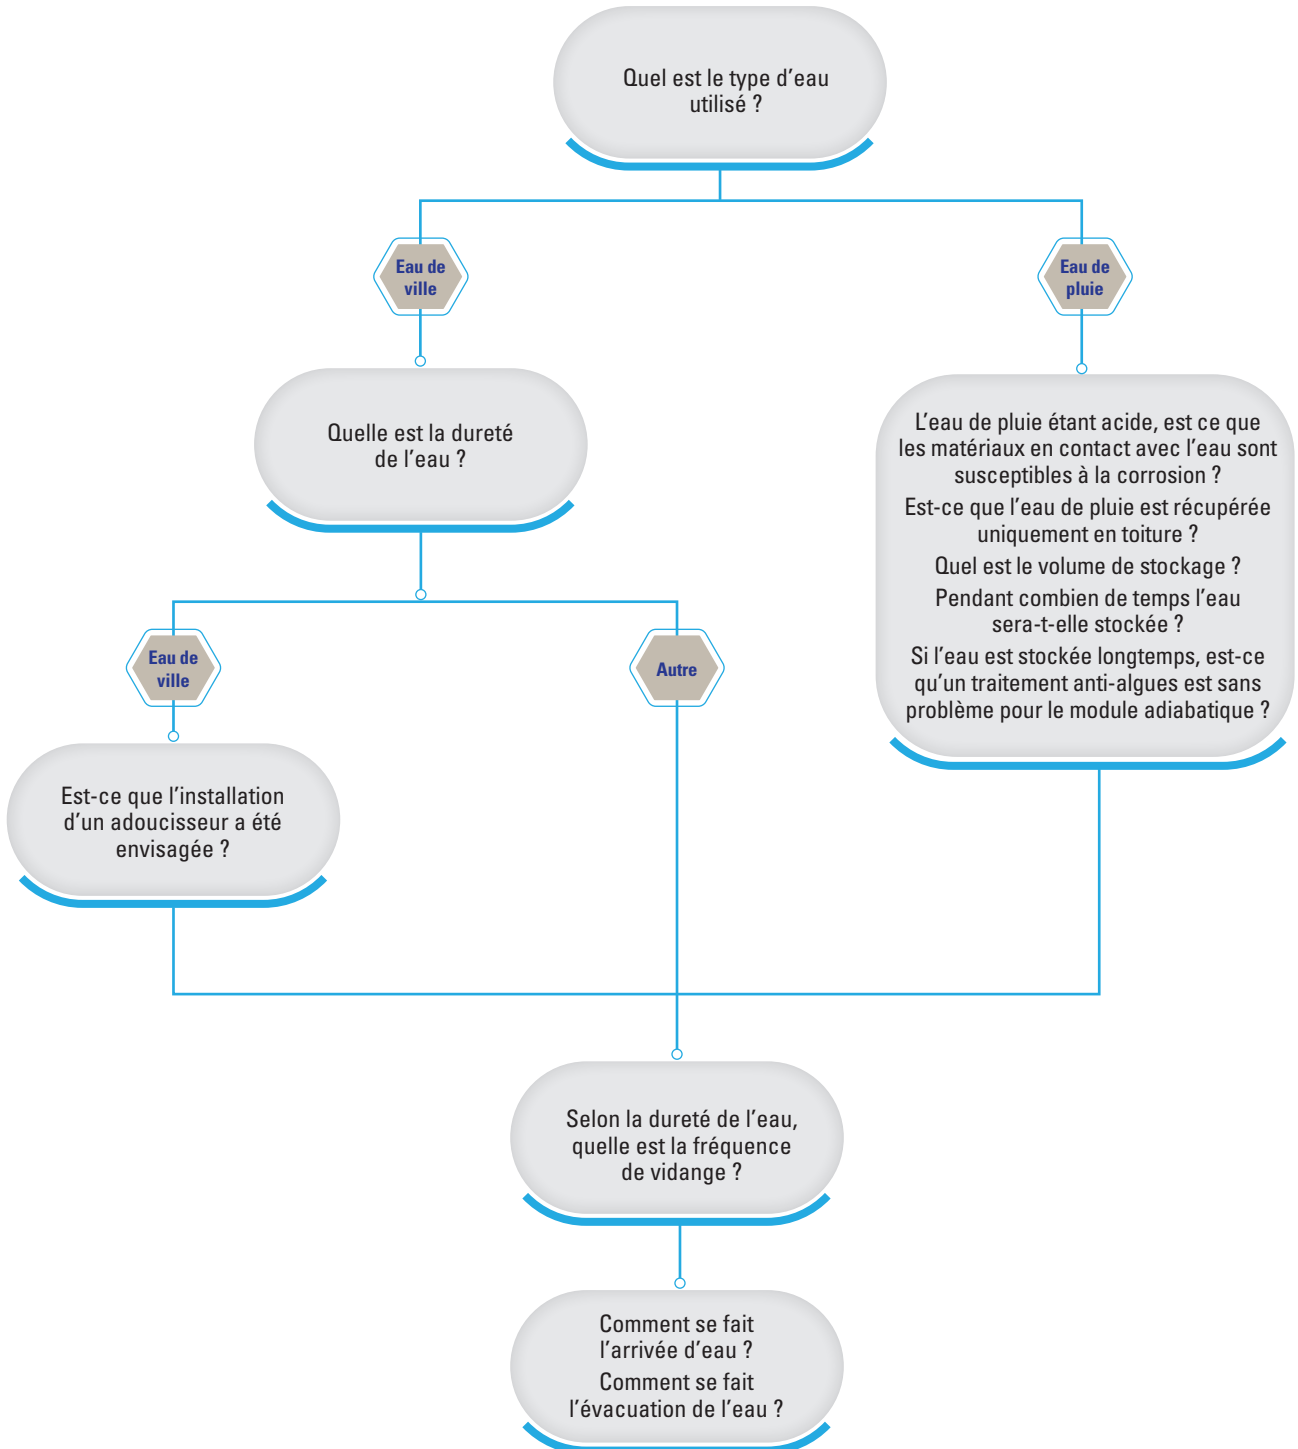 Quel est le type d’eau
utilisé ?
Eau de
ville
Eau de
pluie
Quelle est la dureté
de l’eau ?
L’eau de pluie étant acide, est ce que
les matériaux en contact avec l’eau sont
susceptibles à la corrosion ?
Est-ce que l’eau de pluie est récupérée
uniquement en toiture ?
Quel est le volume de stockage ?
Pendant combien de temps l’eau
sera-t-elle stockée ?
Si l’eau est stockée longtemps, est-ce
qu’un traitement anti-algues est sans
problème pour le module adiabatique ?
Eau de
ville
Autre
Est-ce que l’installation
d’un adoucisseur a été
envisagée ?
Selon la dureté de l’eau,
quelle est la fréquence
de vidange ?
Comment se fait
l’arrivée d’eau ?
Comment se fait
l’évacuation de l’eau ?